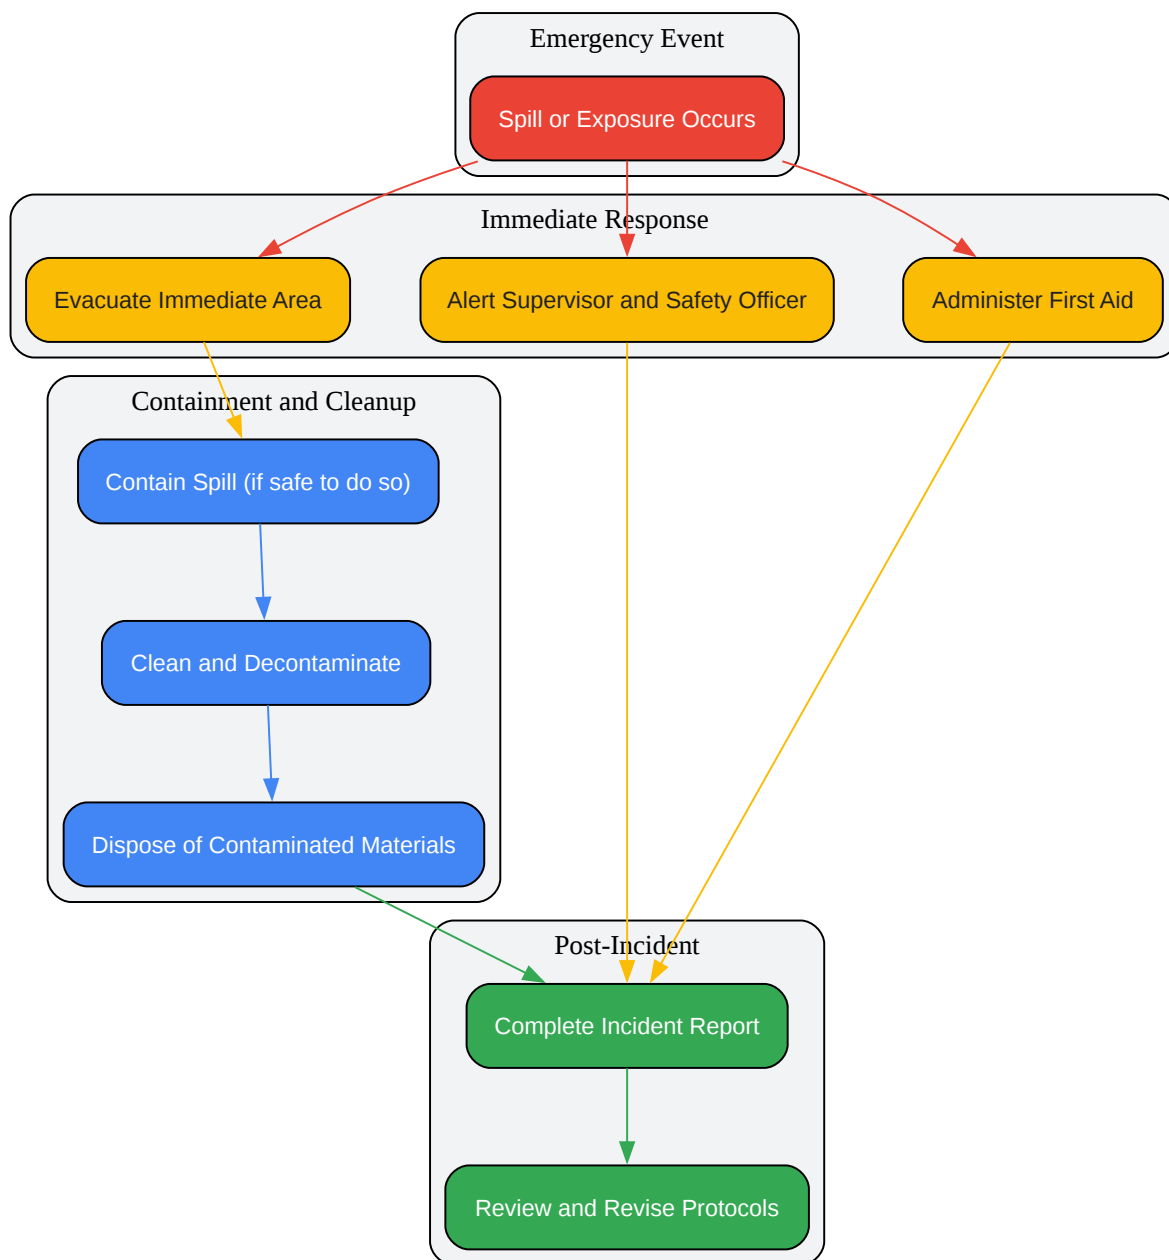 Emergency Event
Spill or Exposure Occurs
Immediate Response
Evacuate Immediate Area
Alert Supervisor and Safety Officer
Administer First Aid
Containment and Cleanup
Contain Spill (if safe to do so)
Clean and Decontaminate
Dispose of Contaminated Materials
Post-Incident
Complete Incident Report
Review and Revise Protocols